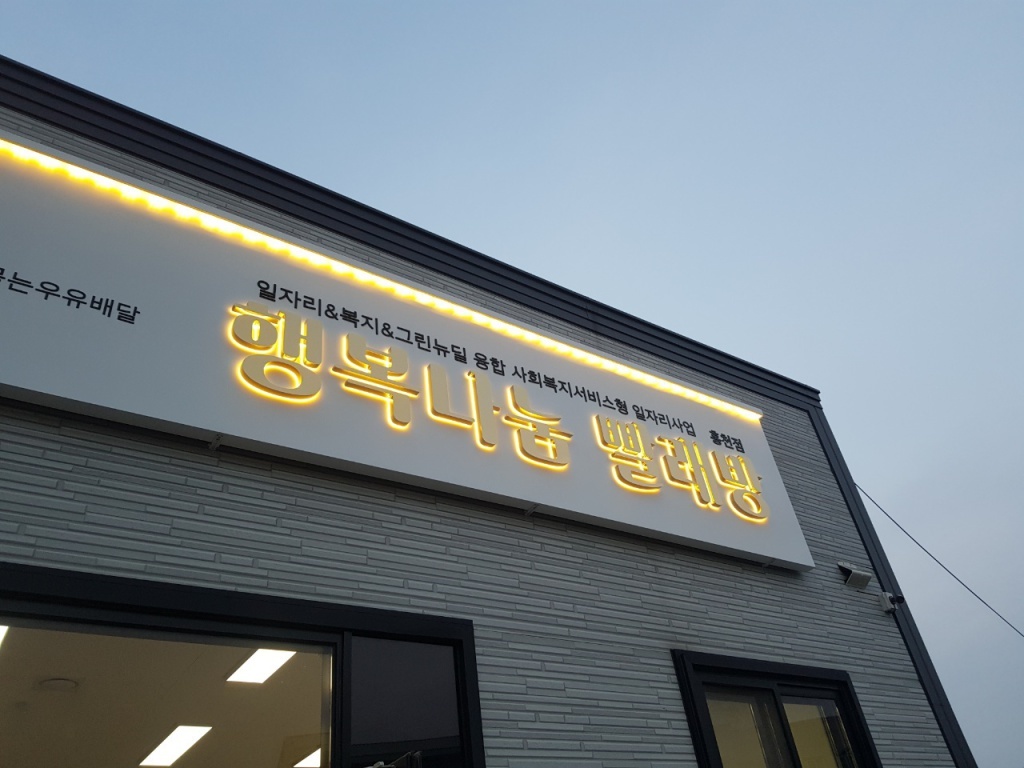 는우유배달
일자리&복지&그린뉴딜 융합 사회복지서비스형 일자리사업 홍천점
행복나눔 빨래방